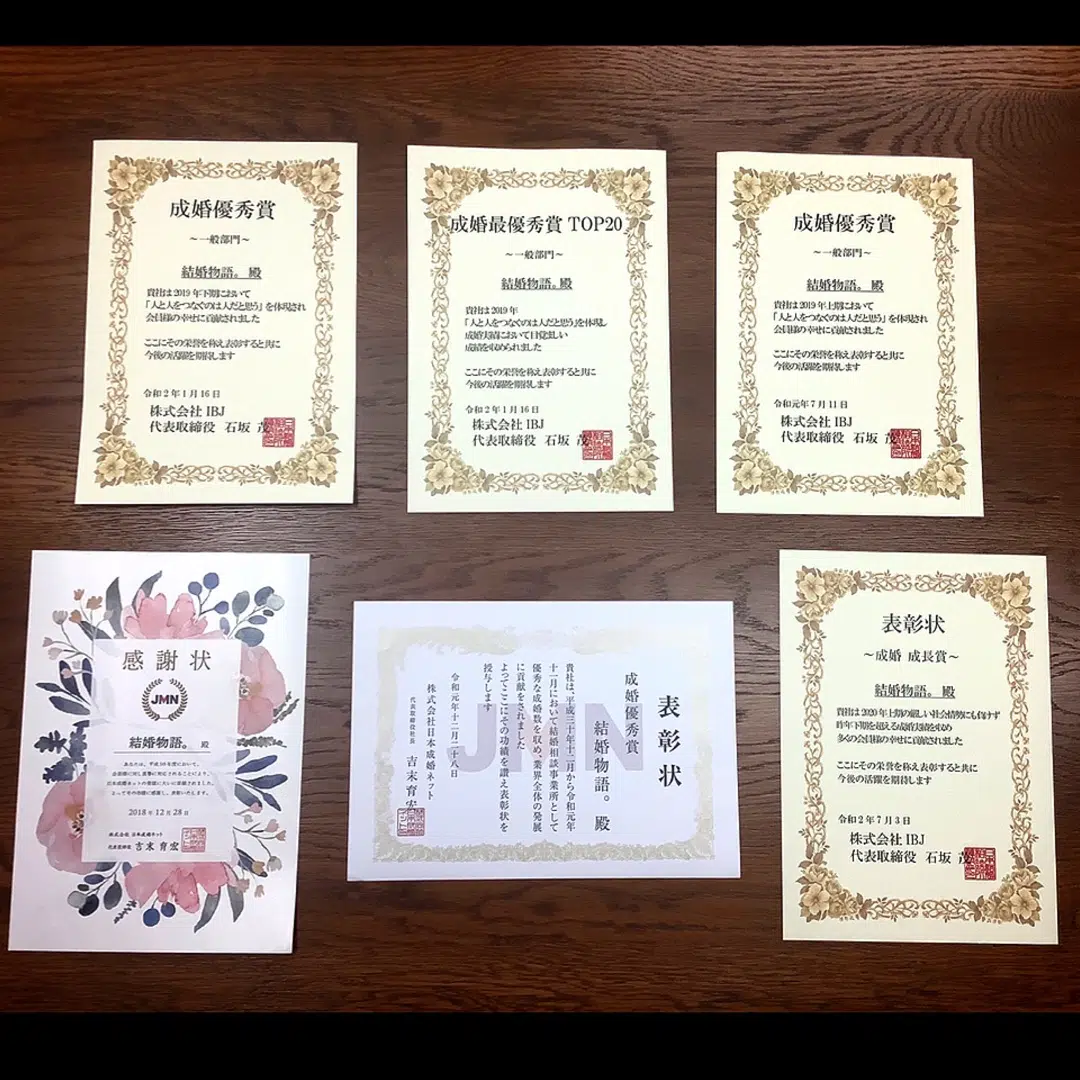 成婚優秀賞
～一般部門～
結婚物語。 殿
貴社は2019 年下期において
「人と人をつなぐのは人だと思う」を体現され
会員様の幸せに貢献されました
ここにその栄誉を称え表彰すると共に
今後の活躍を期待します
令和2年1月16日
株式会社 IBJ
代表取締役 石坂 茂
成婚最優秀賞 TOP20
～一般部門～
結婚物語。殿
貴社は2019 年
「人と人をつなぐのは人だと思う」を体現し
成婚実績において目覚ましい
成績を収められました
ここにその栄誉を称え表彰すると共に
今後の活躍を期待します
令和2年1月16日
株式会社 IBJ
代表取締役 石坂 茂
成婚優秀賞
～一般部門～
結婚物語。 殿
貴社は2019 年上期において
「人と人をつなぐのは人だと思う」を体現され
会員様の幸せに貢献されました
ここにその栄誉を称え表彰すると共に
今後の活躍を期待します
令和元年7月11日
株式会社 IBJ
代表取締役 石坂 茂
感謝状
JMN
結婚物語。 殿
2018年12月28日
株式会社 日本成婚ネット
代表取締役 吉末 育宏
JMN
表彰状
結婚物語。殿
成婚優秀賞
貴社は、平成三十年十二月から令和元年
十一月において結婚相談事業所として
優秀な成婚数を収め、業界全体の発展
に貢献をされました
よってここにその功績を讃え表彰状を
授与します
令和元年十二月二十八日
株式会社日本成婚ネット
代表取締役社長 吉末育宏
表彰状
～成婚 成長賞～
結婚物語。 殿
貴社は 2020 年上期の厳しい社会情勢にも負けず
昨年下期を超える成婚実績を収め
多くの会員様の幸せに貢献されました
ここにその栄誉を称え表彰すると共に
今後の活躍を期待します
令和2年7月3日
株式会社 IBJ
代表取締役 石坂 茂